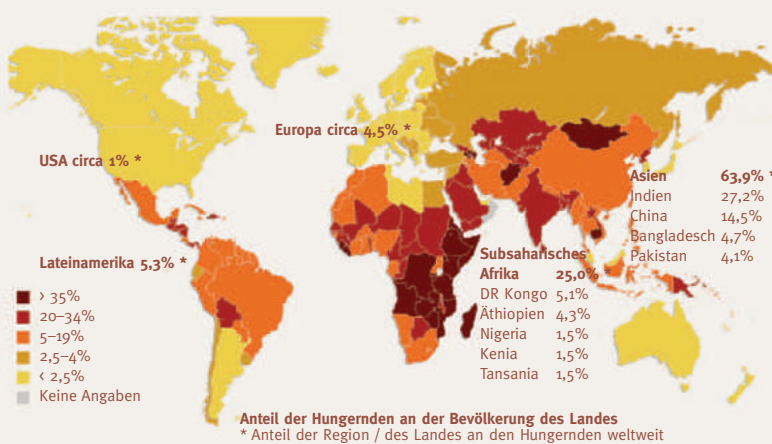 Europa circa 4,5% *
USA circa 1% *
Asien 63,9% *
Indien 27,2%
China 14,5%
Bangladesch 4,7%
Pakistan 4,1%
Lateinamerika 5,3% *
Subsaharisches
Afrika 25,0% *
DR Kongo 5,1%
Äthiopien 4,3%
Nigeria 1,5%
Kenia 1,5%
Tansania 1,5%
> 35%
20–34%
5–19%
2,5–4%
< 2,5%
Keine Angaben
Anteil der Hungernden an der Bevölkerung des Landes
* Anteil der Region / des Landes an den Hungernden weltweit